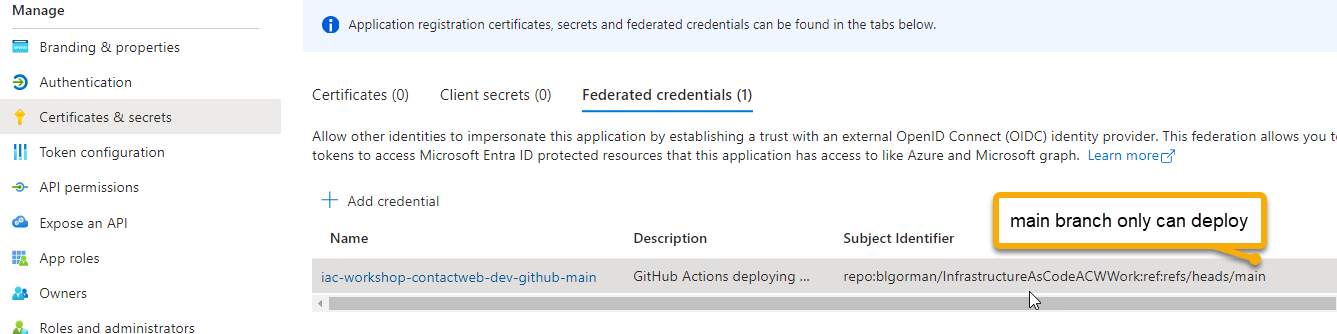 Manage
Branding & properties
Authentication
Certificates & secrets
Token configuration
API permissions
Expose an API
App roles
Owners
Roles and administrators
Application registration certificates, secrets and federated credentials can be found in the tabs below.
Certificates (0) Client secrets (0) Federated credentials (1)
Allow other identities to impersonate this application by establishing a trust with an external OpenID Connect (OIDC) identity provider. This federation allows you t
tokens to access Microsoft Entra ID protected resources that this application has access to like Azure and Microsoft graph. Learn more
Add credential
main branch only can deploy
Name Description Subject Identifier
iac-workshop-contactweb-dev-github-main GitHub Actions deploying ... repo:blgorman/InfrastructureAsCodeACWWork:ref:refs/heads/main